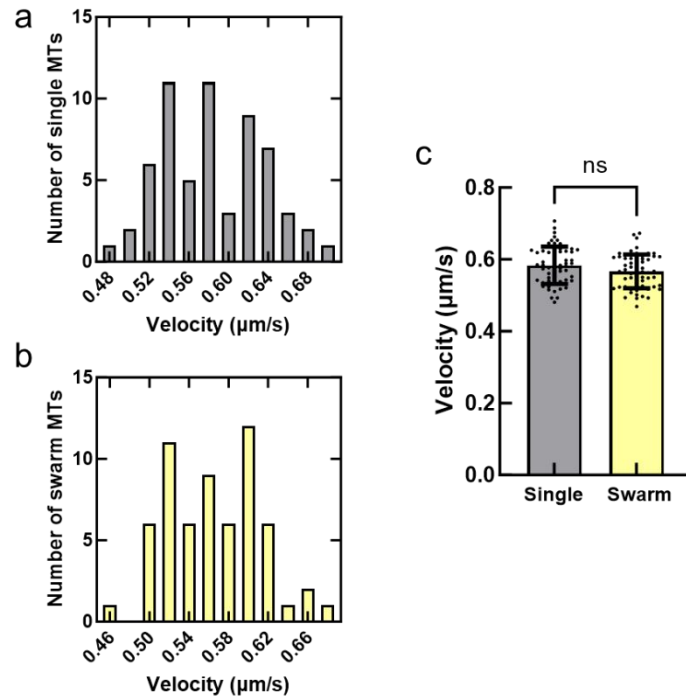 a
Number of single MTs
15
10
5
0
0.48
0.52
0.56
0.60
0.64
0.68
Velocity (µm/s)
b
Number of swarm MTs
15
10
5
0
0.46
0.50
0.54
0.58
0.62
0.66
Velocity (µm/s)
c
ns
Velocity (µm/s)
0.8
0.6
0.4
0.2
0.0
Single Swarm